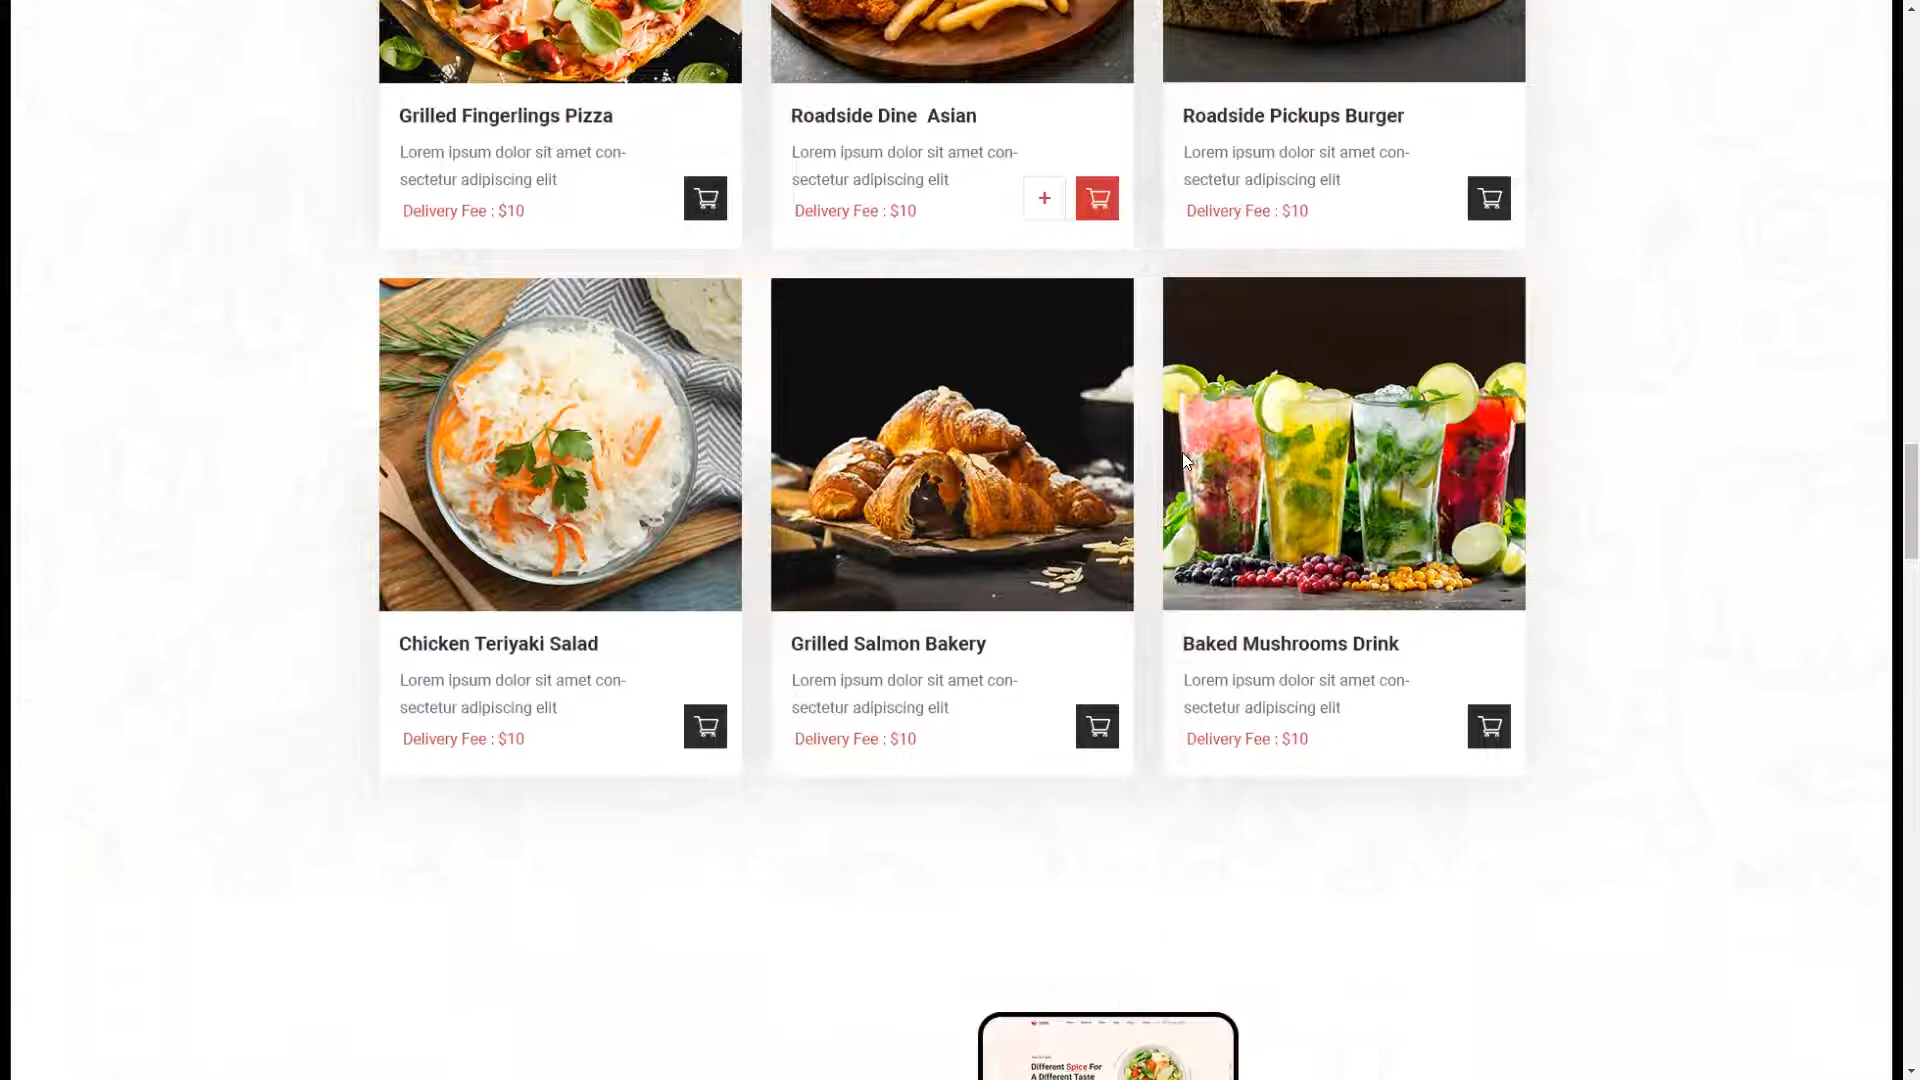 Grilled Fingerlings Pizza
Lorem ipsum dolor sit amet con-
sectetur adipiscing elit
Delivery Fee : $10
Roadside Dine Asian
Lorem ipsum dolor sit amet con-
sectetur adipiscing elit
Delivery Fee : $10
+
Roadside Pickups Burger
Lorem ipsum dolor sit amet con-
sectetur adipiscing elit
Delivery Fee : $10
Chicken Teriyaki Salad
Lorem ipsum dolor sit amet con-
sectetur adipiscing elit
Delivery Fee : $10
Grilled Salmon Bakery
Lorem ipsum dolor sit amet con-
sectetur adipiscing elit
Delivery Fee : $10
Baked Mushrooms Drink
Lorem ipsum dolor sit amet con-
sectetur adipiscing elit
Delivery Fee : $10
Different Spice For
A Different Taste